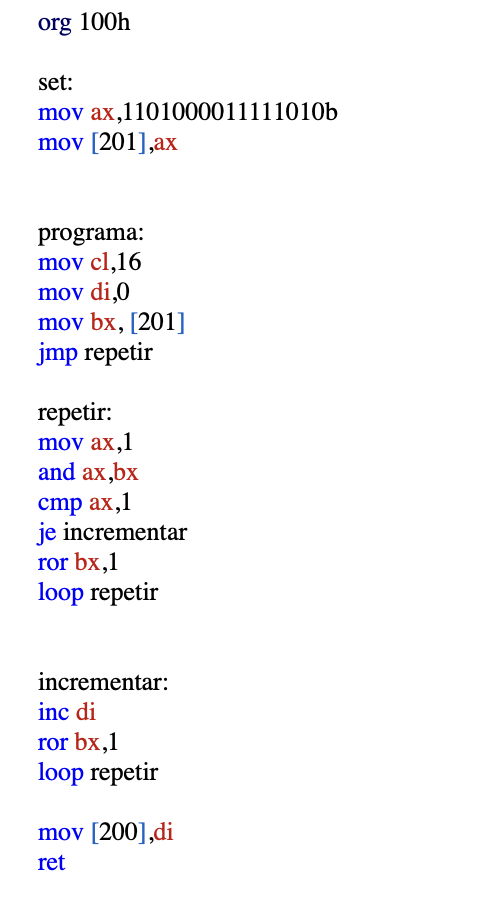 org 100h
set:
mov ax,1101000011111010b
mov [201],ax
programa:
mov cl,16
mov di,0
mov bx, [201]
jmp repetir
repetir:
mov ax,1
and ax,bx
cmp ax,1
je incrementar
ror bx,1
loop repetir
incrementar:
inc di
ror bx,1
loop repetir
mov [200],di
ret